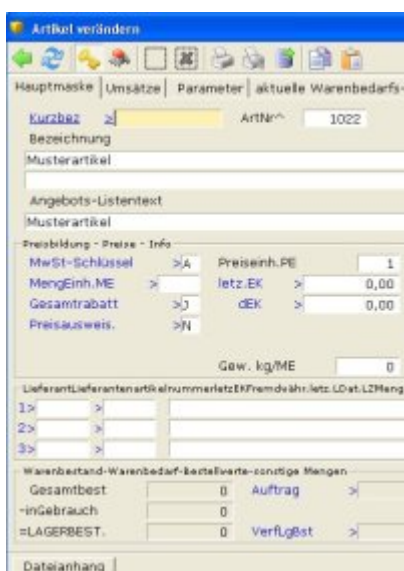 Artikel verändern
Hauptmaske Umsätze Parameter aktuelle Warenbedarfs-
Kurzbez > ArtNr^ 1022
Bezeichnung
Musterartikel
Angebots-Listentext
Musterartikel
Preisbildung - Preise - Info
MwSt-Schlüssel >A Preiseinh.PE 1
MengEinh.ME > letz.EK > 0,00
Gesamtrabatt >J dEK > 0,00
Preisausweis. >N
Gew. kg/ME 0
LieferantLieferantenartikelnummerletzEKFremdwähr.letz.LDat.LZMeng
1> >
2> >
3> >
Warenbestand-Warenbedarf-Bestellwerte-sonstige Mengen
Gesamtbest 0 Auftrag >
-inGebrauch 0
=LAGERBEST. 0 VerfLgBst >
Dateianhang